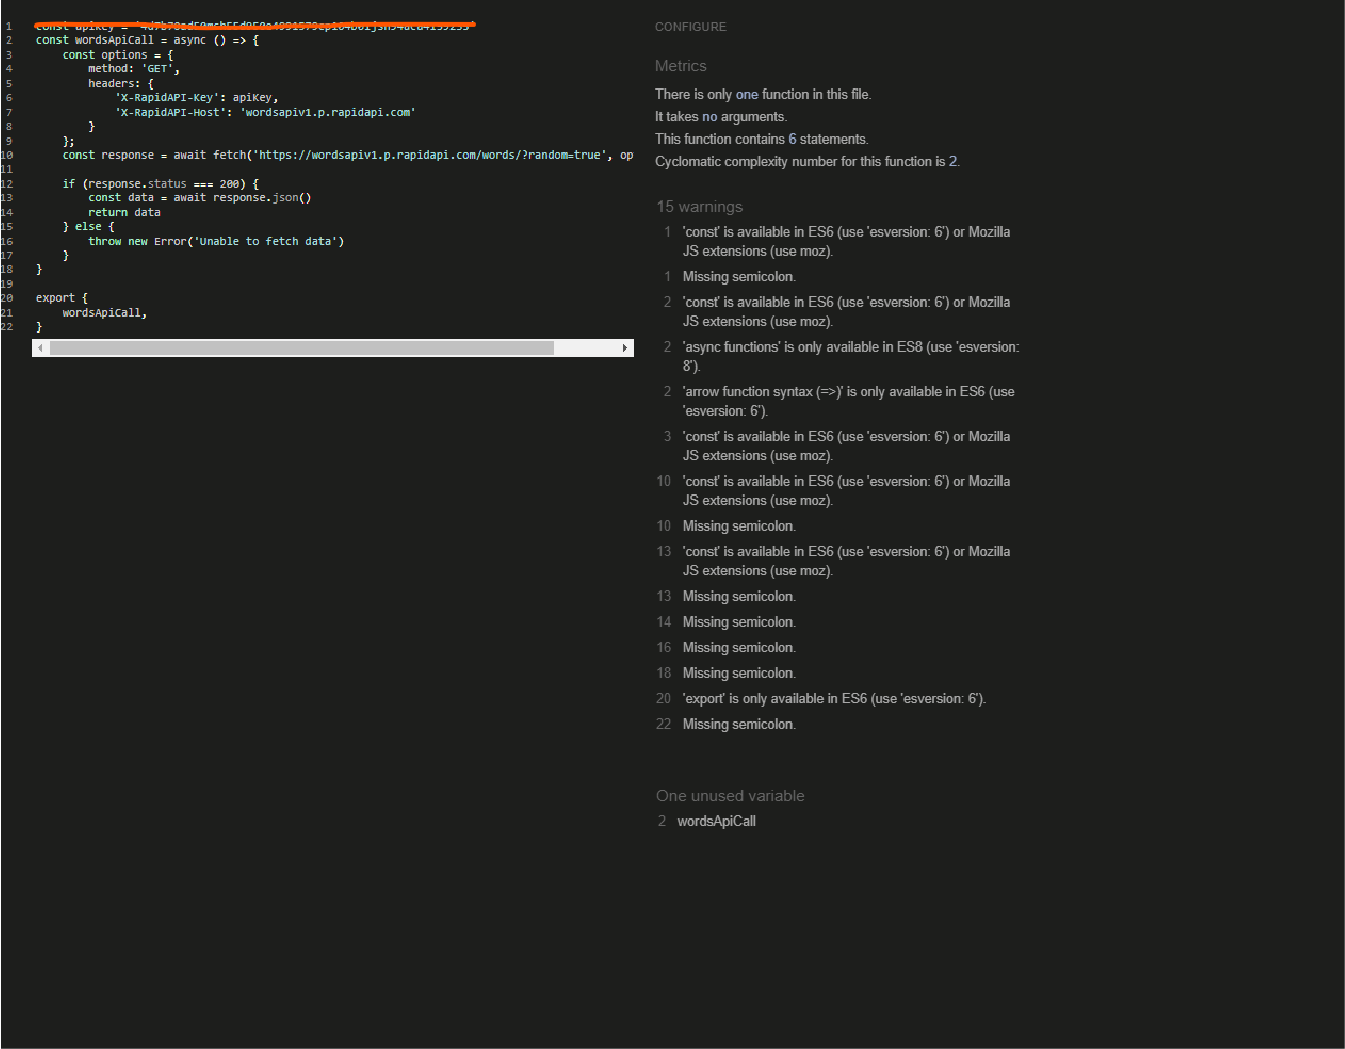 1
2 const wordsApiCall = async () => {
3 const options = {
4 method: 'GET',
5 headers: {
6 'X-RapidAPI-Key': apiKey,
7 'X-RapidAPI-Host': 'wordsapiv1.p.rapidapi.com'
8 }
9 };
10 const response = await fetch('https://wordsapiv1.p.rapidapi.com/words/?random=true', op
11
12 if (response.status === 200) {
13 const data = await response.json()
14 return data
15 } else {
16 throw new Error('Unable to fetch data')
17 }
18 }
19
20 export {
21 wordsApiCall,
22 }
CONFIGURE
Metrics
There is only one function in this file.
It takes no arguments.
This function contains 6 statements.
Cyclomatic complexity number for this function is 2.
15 warnings
1 'const' is available in ES6 (use 'esversion: 6') or Mozilla
JS extensions (use moz).
1 Missing semicolon.
2 'const' is available in ES6 (use 'esversion: 6') or Mozilla
JS extensions (use moz).
2 'async functions' is only available in ES8 (use 'esversion:
8').
2 'arrow function syntax (=>)' is only available in ES6 (use
'esversion: 6').
3 'const' is available in ES6 (use 'esversion: 6') or Mozilla
JS extensions (use moz).
10 'const' is available in ES6 (use 'esversion: 6') or Mozilla
JS extensions (use moz).
10 Missing semicolon.
13 'const' is available in ES6 (use 'esversion: 6') or Mozilla
JS extensions (use moz).
13 Missing semicolon.
14 Missing semicolon.
16 Missing semicolon.
18 Missing semicolon.
20 'export' is only available in ES6 (use 'esversion: 6').
22 Missing semicolon.
One unused variable
2 wordsApiCall